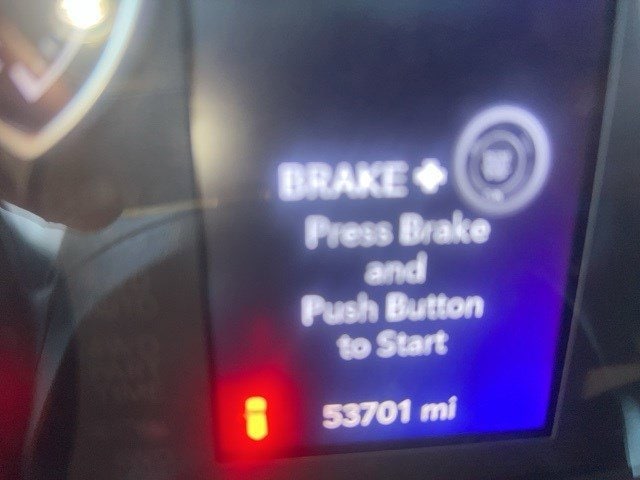 BRAKE +
Press Brake
and
Push Button
to Start
53701 mi